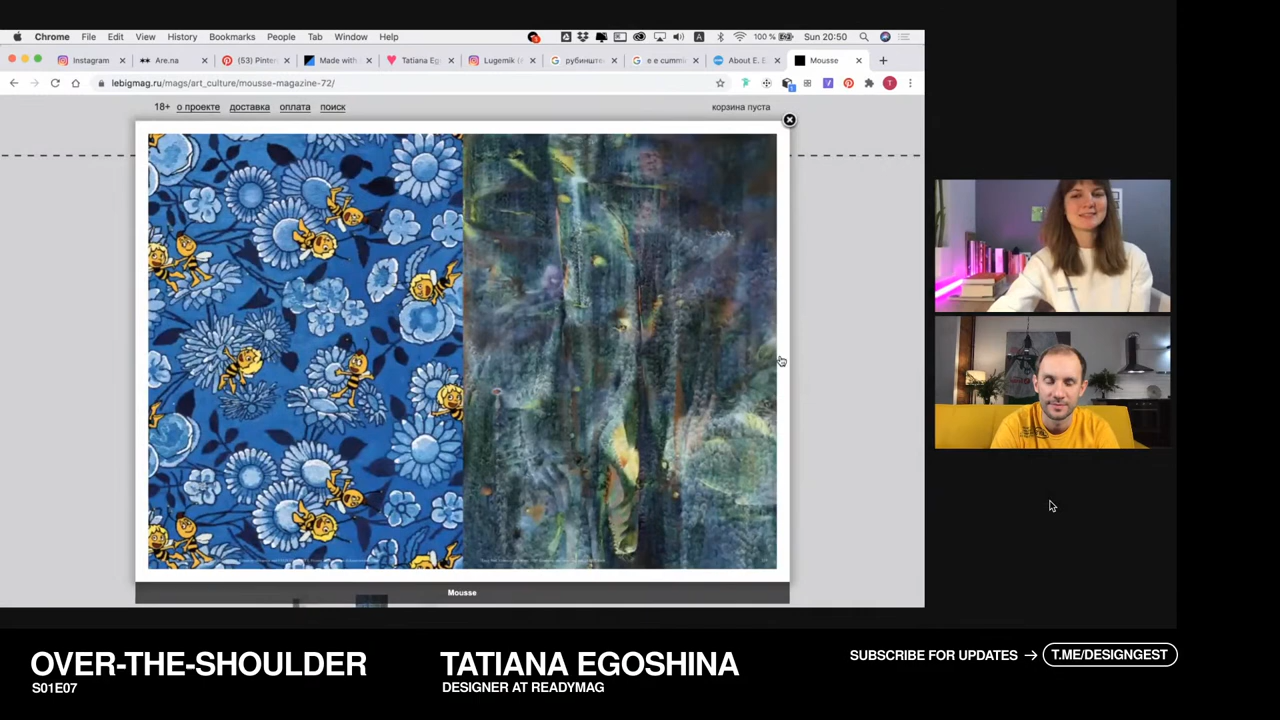 Chrome File Edit View History Bookmarks People Tab Window Help 100 % Sun 20:50
Instagram Are.na (53) Pinter Made with Tatiana Eg Lugemik (@ рубинште e e cummi About E. E. Mousse
lebigmag.ru/mags/art_culture/mousse-magazine-72/
18+ о проекте доставка оплата поиск корзина пуста
Mousse
OVER-THE-SHOULDER
S01E07
TATIANA EGOSHINA
DESIGNER AT READYMAG
SUBSCRIBE FOR UPDATES → T.ME/DESIGNGEST